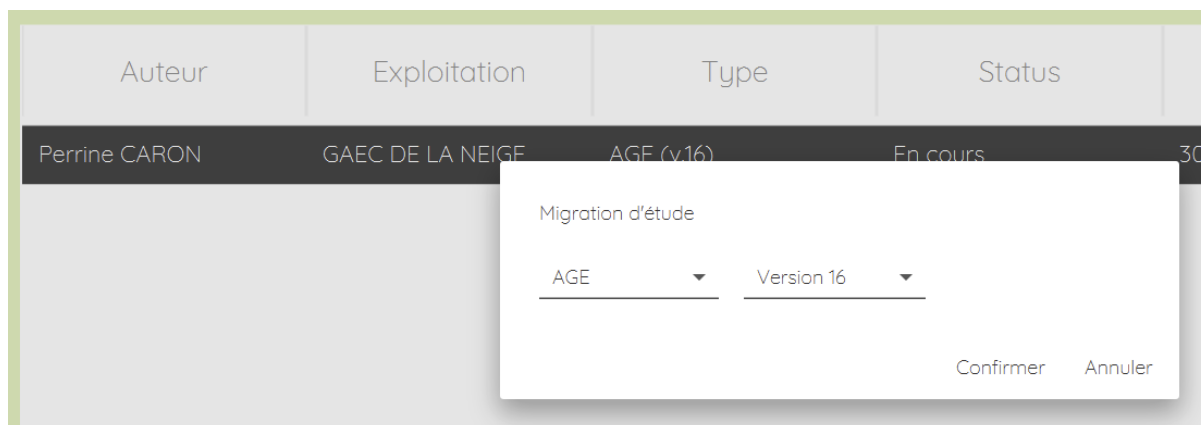 Auteur Exploitation Type Status
Perrine CARON GAEC DE LA NEIGE AGE (v.16) En cours 30
Migration d'étude
AGE Version 16
Confirmer Annuler